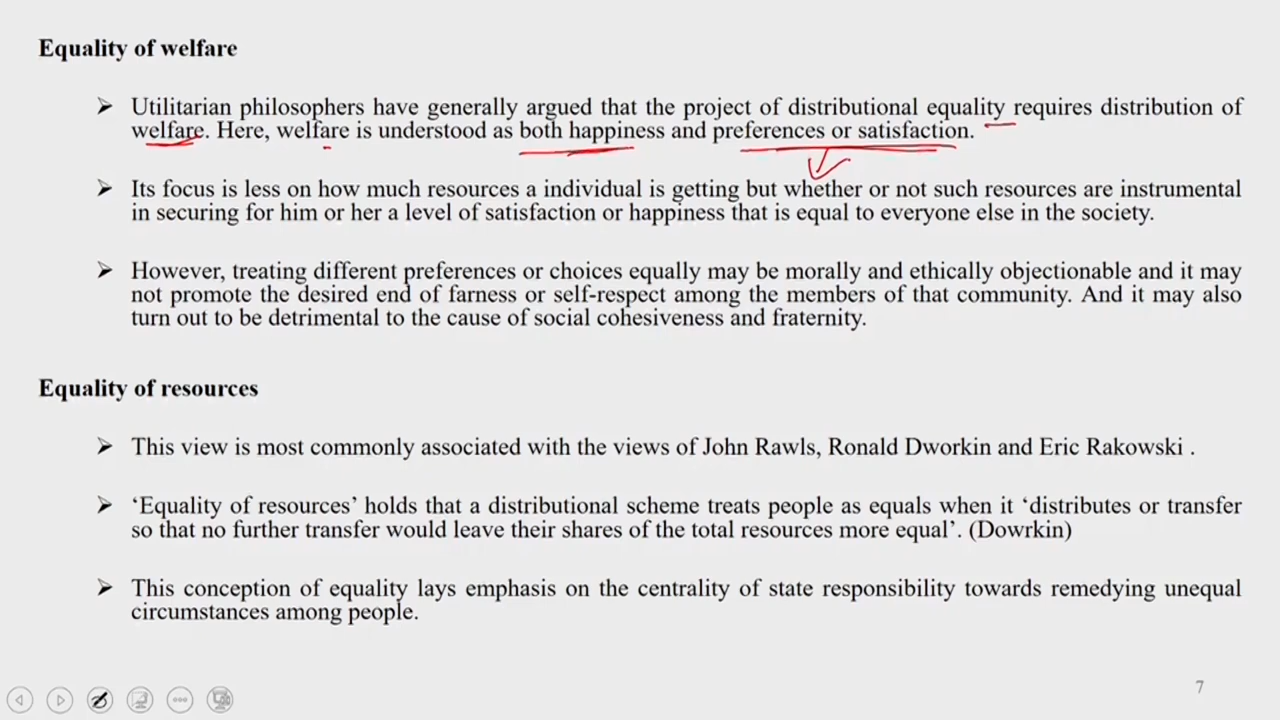 Equality of welfare
➢ Utilitarian philosophers have generally argued that the project of distributional equality requires distribution of
welfare. Here, welfare is understood as both happiness and preferences or satisfaction.
➢ Its focus is less on how much resources a individual is getting but whether or not such resources are instrumental
in securing for him or her a level of satisfaction or happiness that is equal to everyone else in the society.
➢ However, treating different preferences or choices equally may be morally and ethically objectionable and it may
not promote the desired end of farness or self-respect among the members of that community. And it may also
turn out to be detrimental to the cause of social cohesiveness and fraternity.
Equality of resources
➢ This view is most commonly associated with the views of John Rawls, Ronald Dworkin and Eric Rakowski .
➢ ‘Equality of resources’ holds that a distributional scheme treats people as equals when it ‘distributes or transfer
so that no further transfer would leave their shares of the total resources more equal’. (Dowrkin)
➢ This conception of equality lays emphasis on the centrality of state responsibility towards remedying unequal
circumstances among people.
7